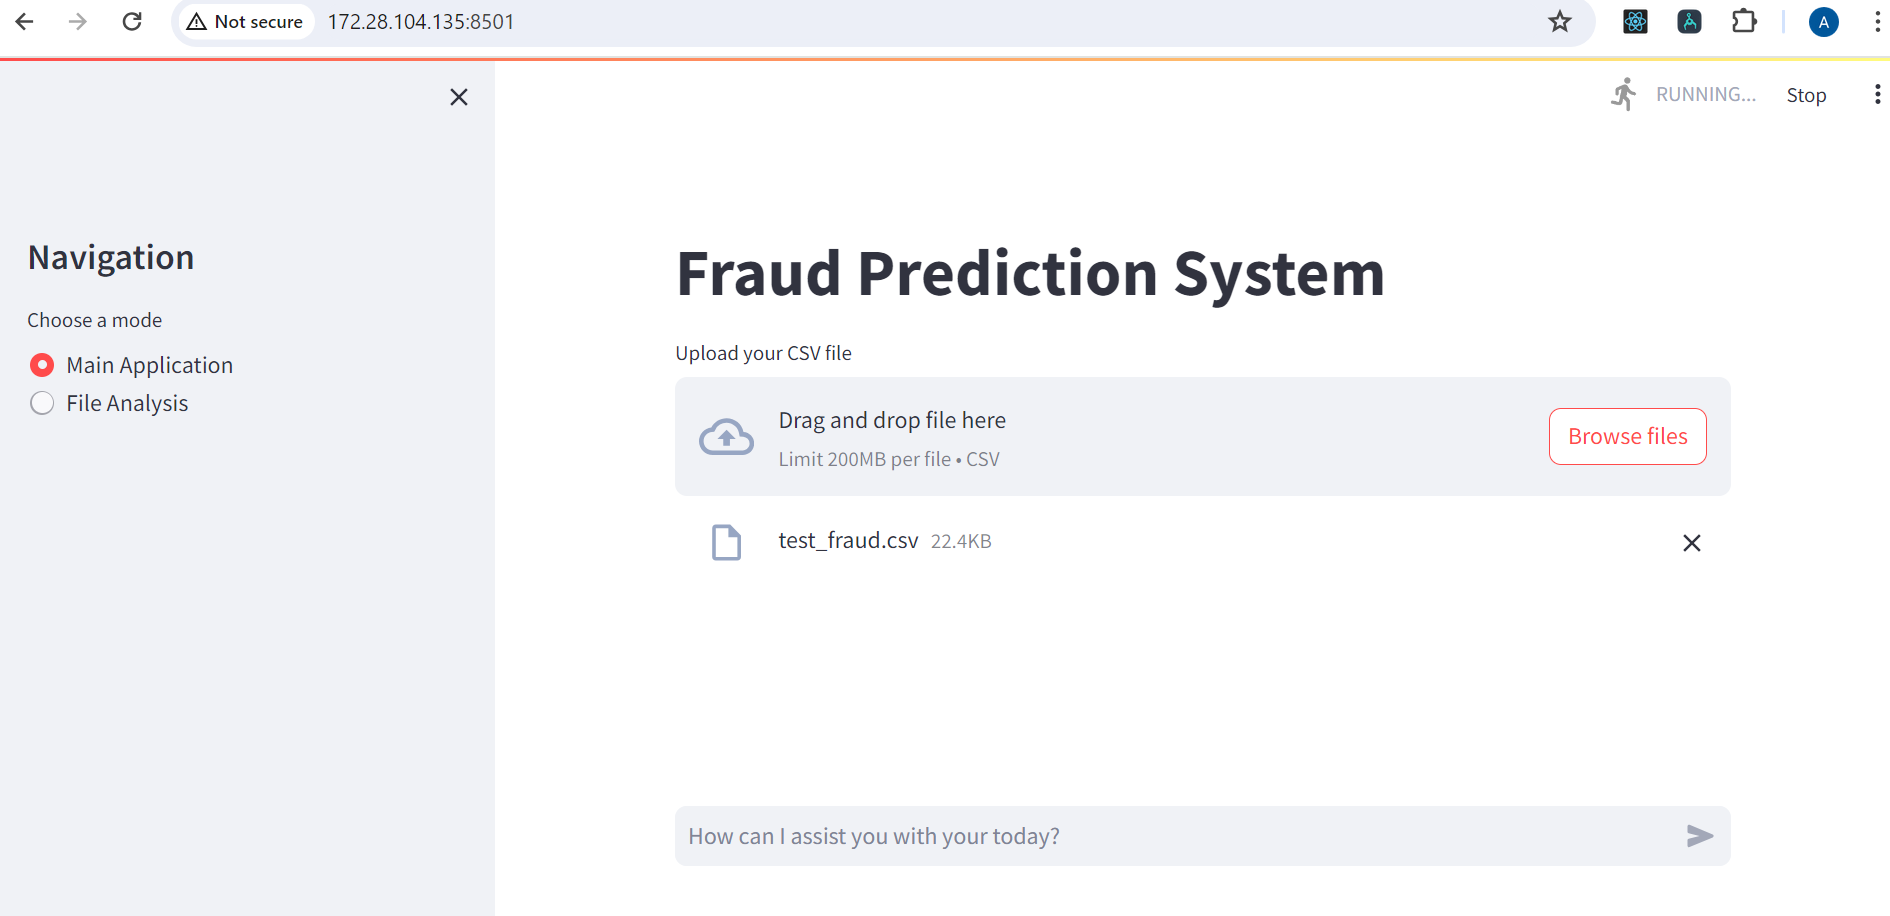 Not secure 172.28.104.135:8501
A
RUNNING... Stop
Navigation
Choose a mode
Main Application
File Analysis
Fraud Prediction System
Upload your CSV file
Drag and drop file here
Limit 200MB per file • CSV
Browse files
test_fraud.csv 22.4KB
How can I assist you with your today?